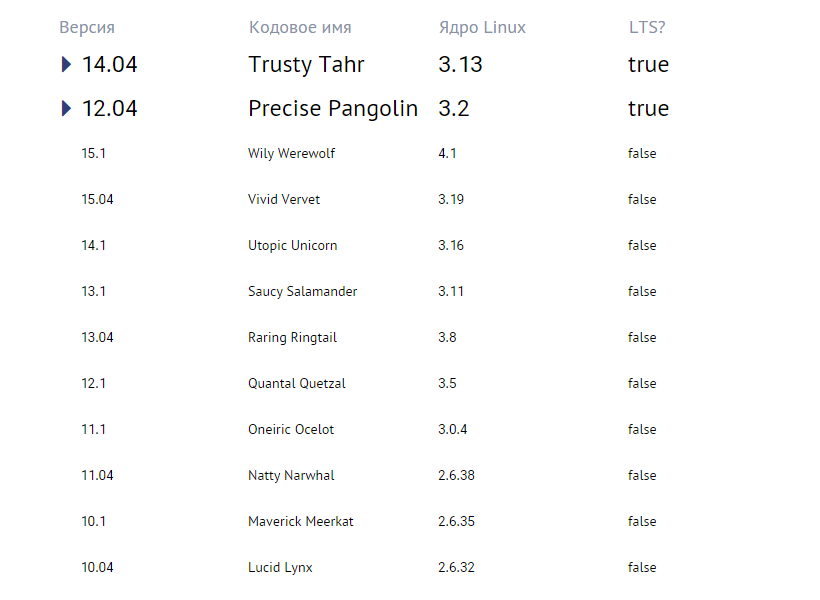 Версия Кодовое имя Ядро Linux LTS?
14.04 Trusty Tahr 3.13 true
12.04 Precise Pangolin 3.2 true
15.1 Wily Werewolf 4.1 false
15.04 Vivid Vervet 3.19 false
14.1 Utopic Unicorn 3.16 false
13.1 Saucy Salamander 3.11 false
13.04 Raring Ringtail 3.8 false
12.1 Quantal Quetzal 3.5 false
11.1 Oneiric Ocelot 3.0.4 false
11.04 Natty Narwhal 2.6.38 false
10.1 Maverick Meerkat 2.6.35 false
10.04 Lucid Lynx 2.6.32 false